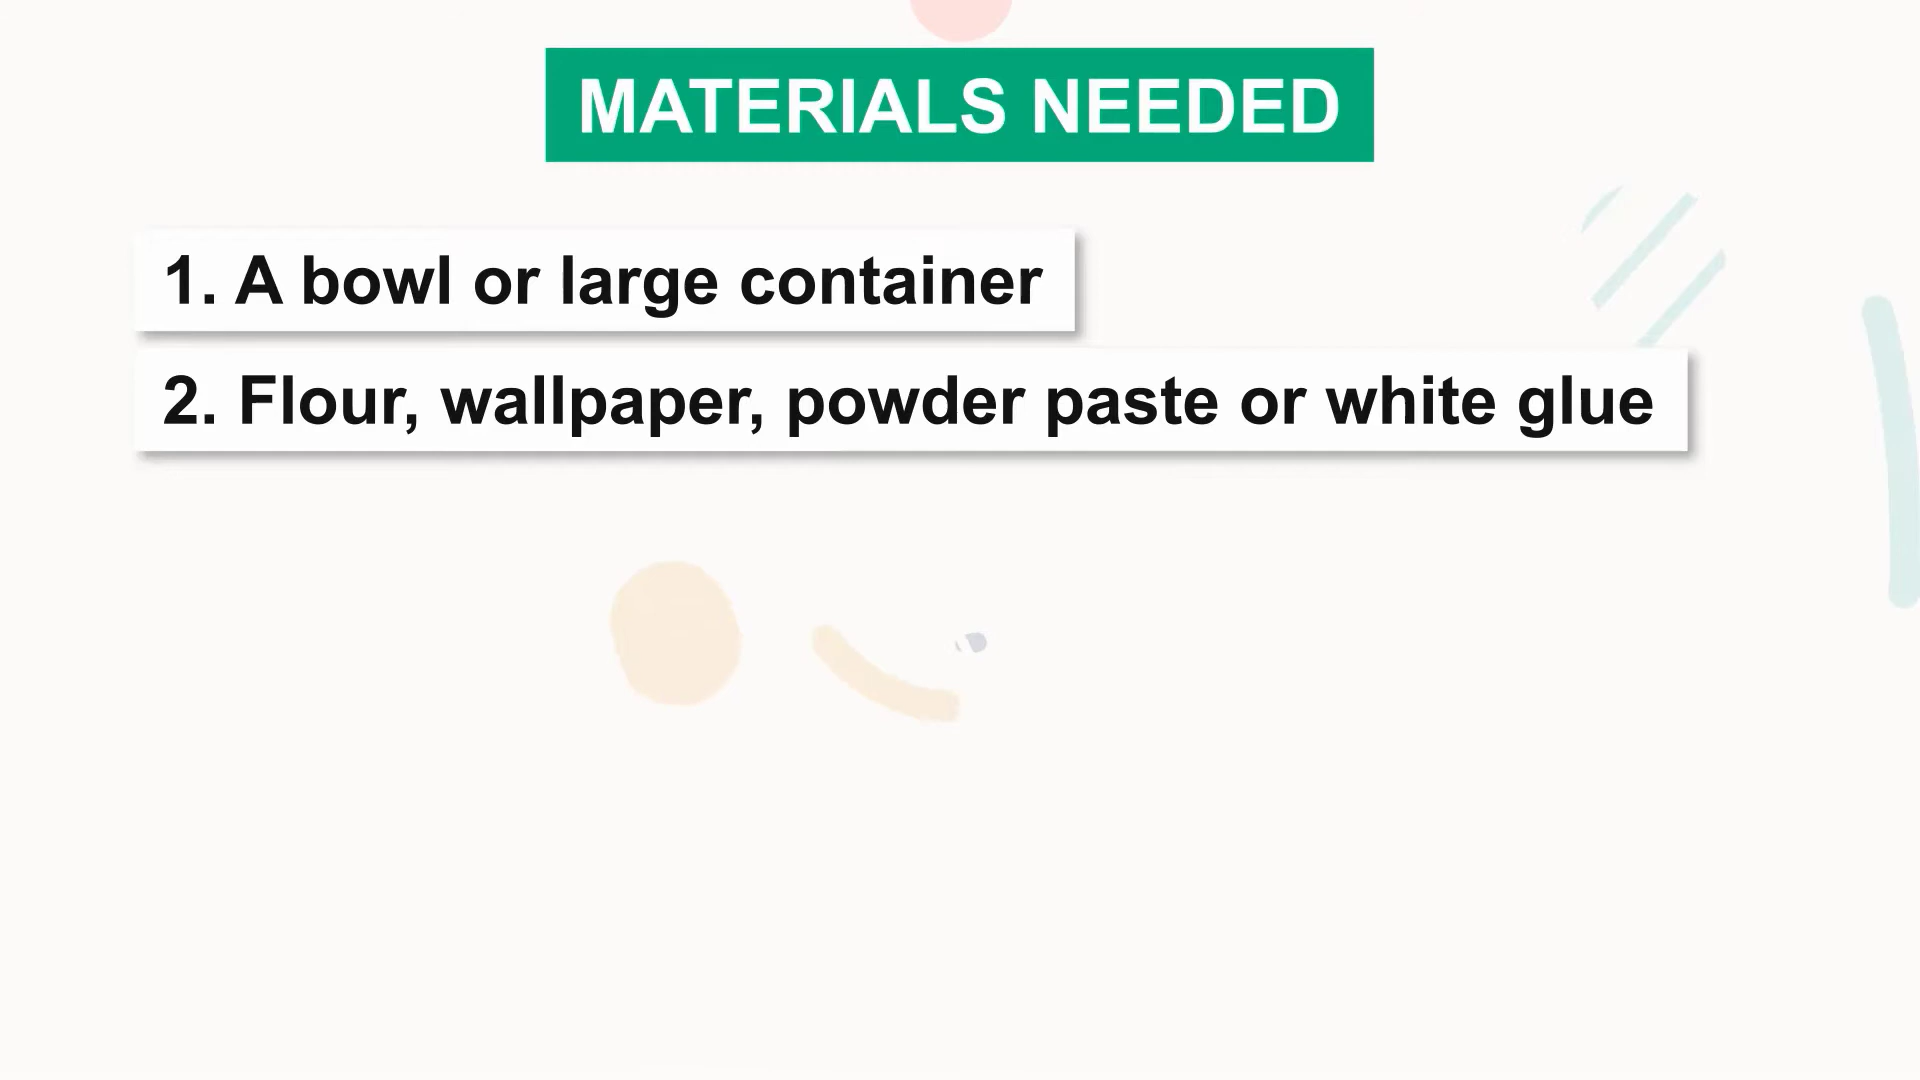 MATERIALS NEEDED
1. A bowl or large container
2. Flour, wallpaper, powder paste or white glue